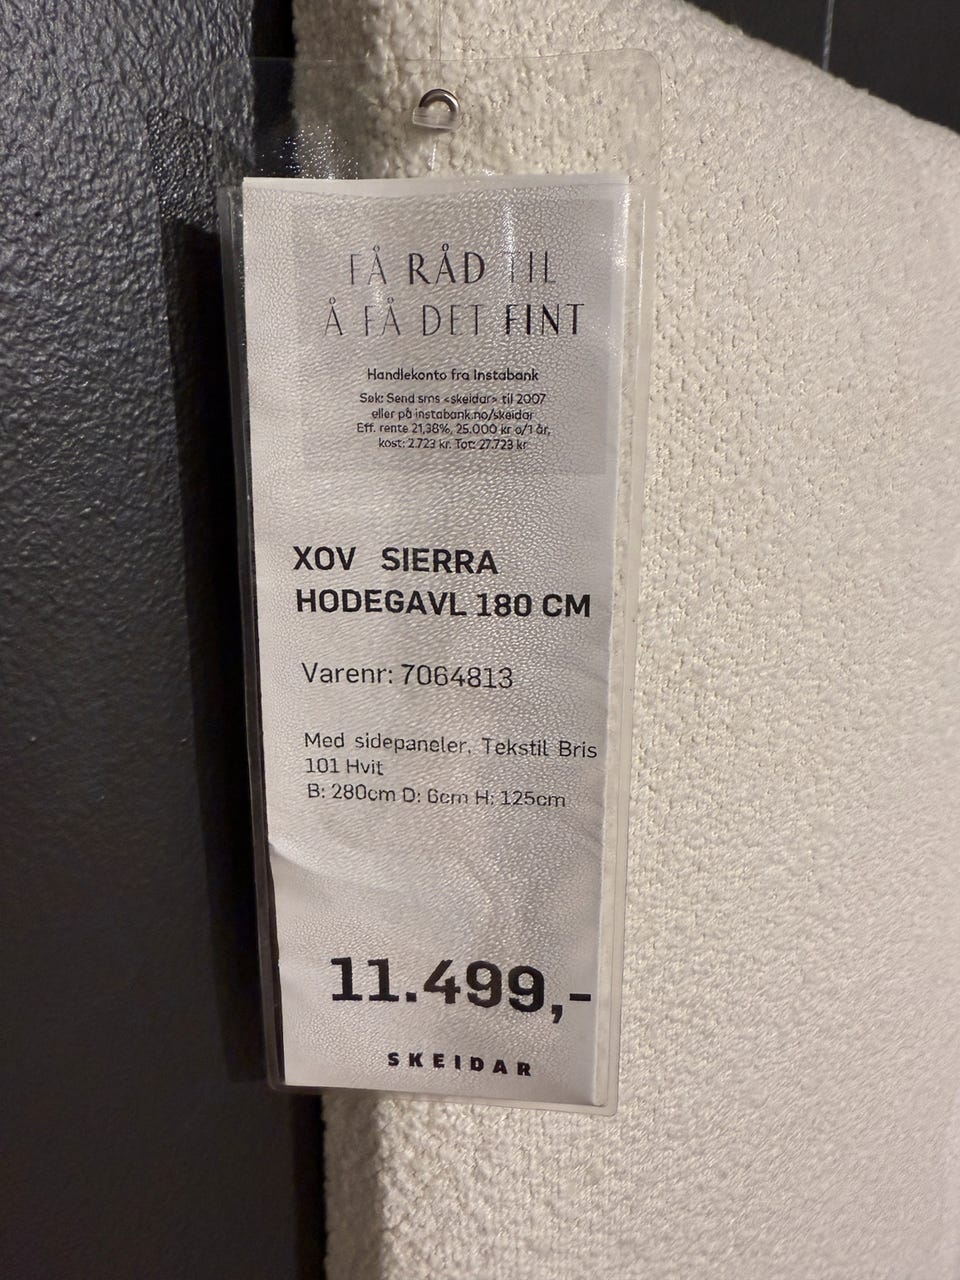 FÅ RÅD TIL
Å FÅ DET FINT
Handlekonto fra Instabank
Søk: Send sms <skeidar> til 2007
eller på instabank.no/skeidar
Eff. rente 21,38%, 25.000 kr o/1 år,
kost: 2.723 kr. Tot: 27.723 kr
XOV SIERRA
HODEGAVL 180 CM
Varenr: 7064813
Med sidepaneler. Tekstil Bris
101 Hvit
B: 280cm D: 6cm H: 125cm
11.499,-
SKEIDAR